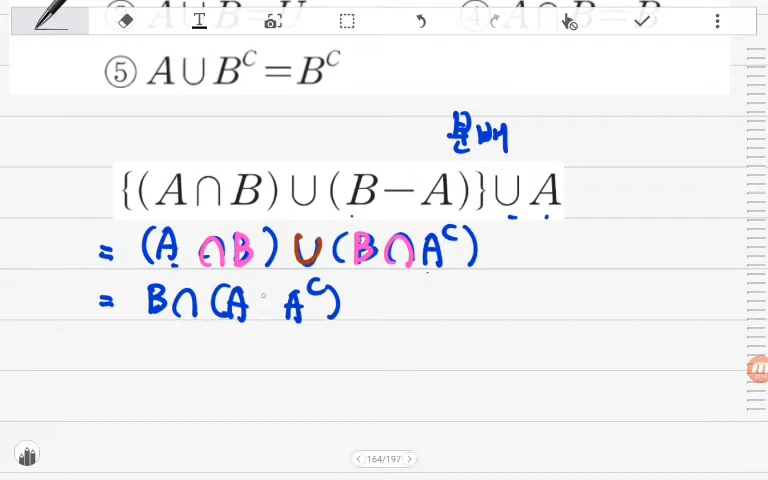 ⑤ A∪B^C=B^C
분배
{(A∩B)∪(B−A)}∪A
= (A ∩B) ∪ (B∩A^C)
= B∩(A A^C)
164/197